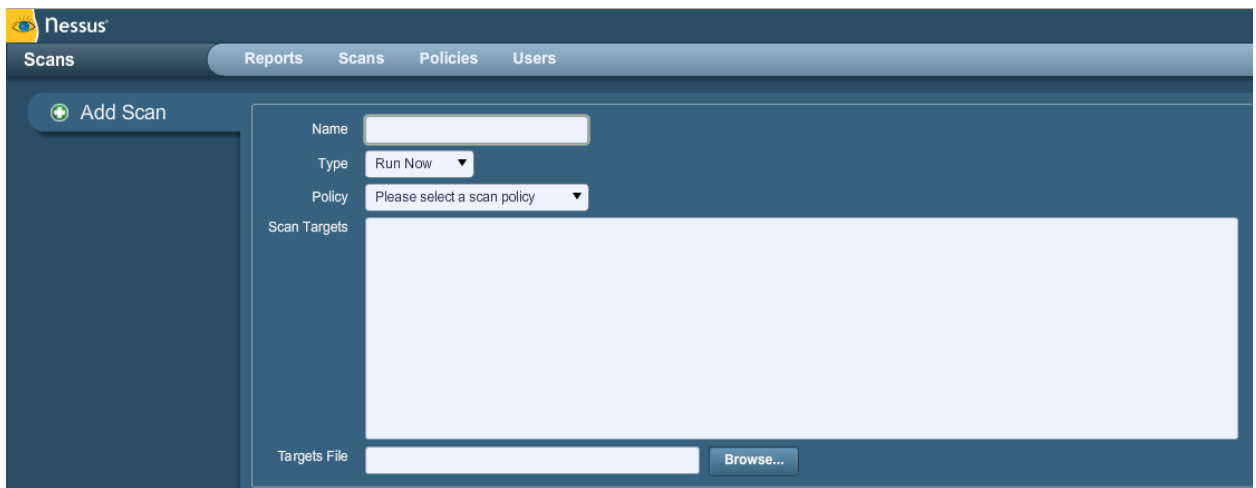 Nessus
Scans
Reports Scans Policies Users
Add Scan
Name
Type Run Now
Policy Please select a scan policy
Scan Targets
Targets File Browse...